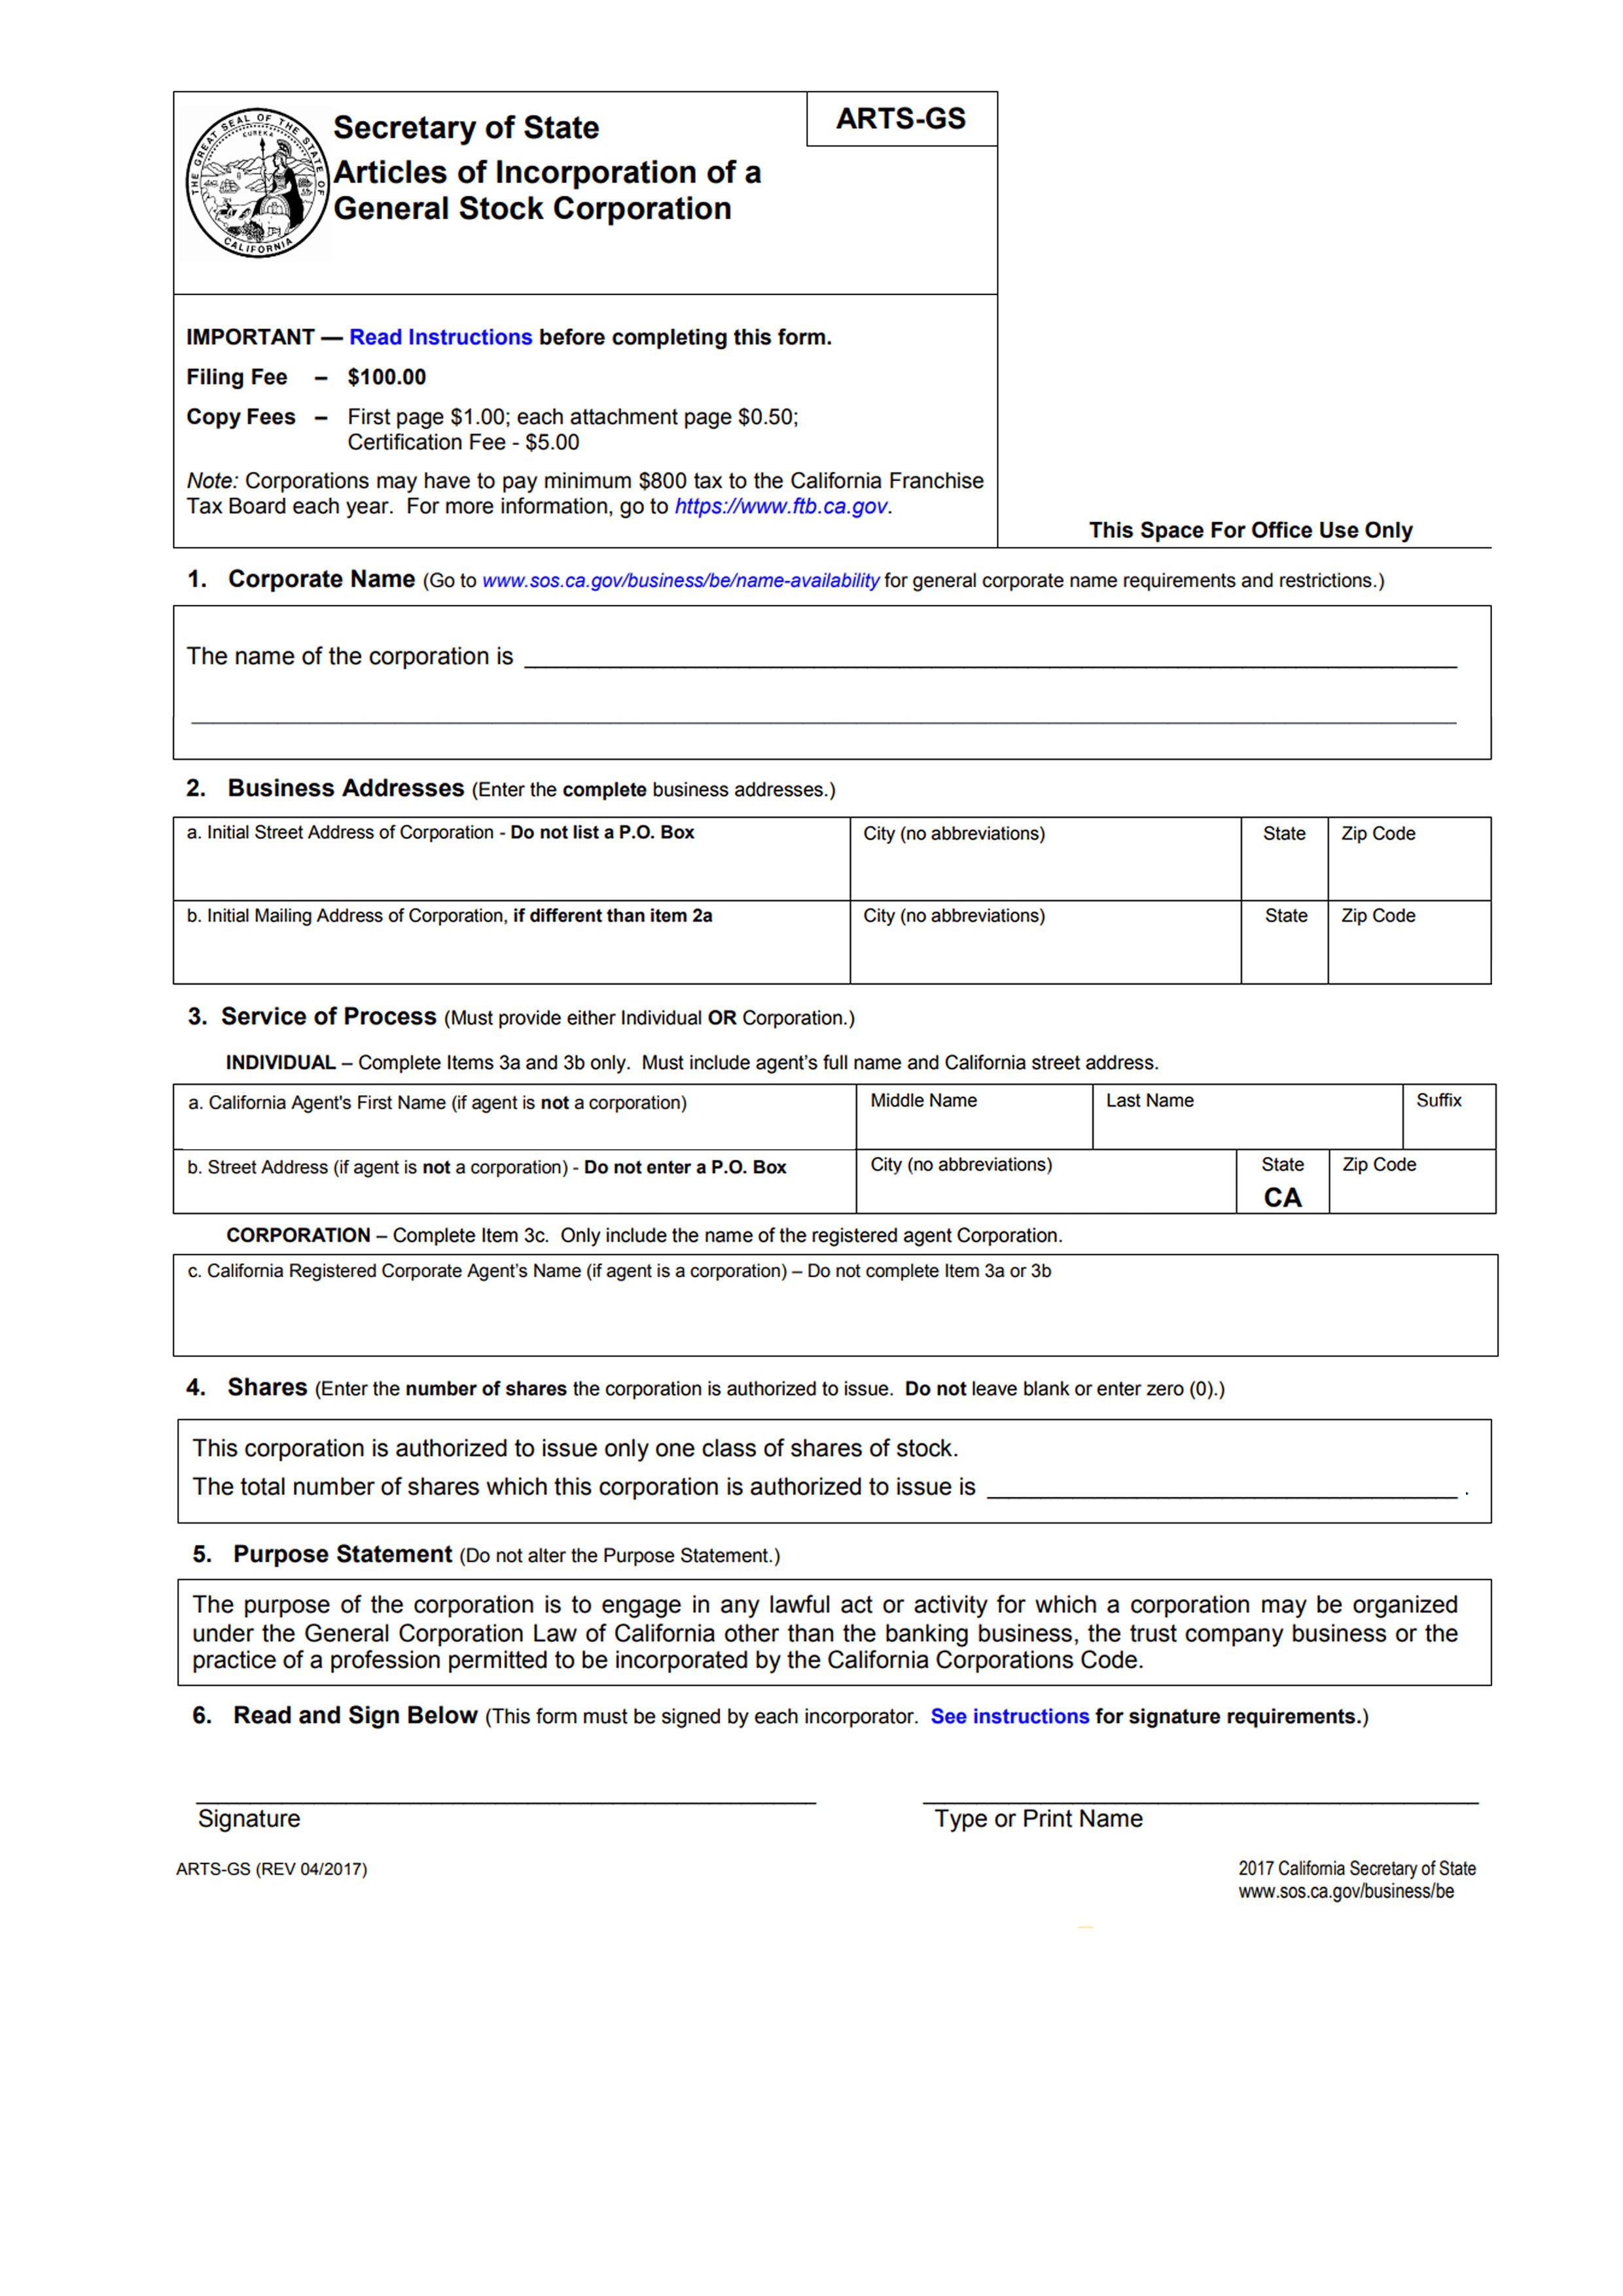 THE GREAT SEAL OF THE STATE OF CALIFORNIA
EUREKA
Secretary of State
ARTS-GS
Articles of Incorporation of a
General Stock Corporation
IMPORTANT — Read Instructions before completing this form.
Filing Fee – $100.00
Copy Fees – First page $1.00; each attachment page $0.50;
Certification Fee - $5.00
Note: Corporations may have to pay minimum $800 tax to the California Franchise
Tax Board each year. For more information, go to https://www.ftb.ca.gov.
This Space For Office Use Only
1. Corporate Name (Go to www.sos.ca.gov/business/be/name-availability for general corporate name requirements and restrictions.)
The name of the corporation is
2. Business Addresses (Enter the complete business addresses.)
a. Initial Street Address of Corporation - Do not list a P.O. Box City (no abbreviations) State Zip Code
b. Initial Mailing Address of Corporation, if different than item 2a City (no abbreviations) State Zip Code
3. Service of Process (Must provide either Individual OR Corporation.)
INDIVIDUAL – Complete Items 3a and 3b only. Must include agent’s full name and California street address.
a. California Agent's First Name (if agent is not a corporation) Middle Name Last Name Suffix
b. Street Address (if agent is not a corporation) - Do not enter a P.O. Box City (no abbreviations) State Zip Code
CA
CORPORATION – Complete Item 3c. Only include the name of the registered agent Corporation.
c. California Registered Corporate Agent’s Name (if agent is a corporation) – Do not complete Item 3a or 3b
4. Shares (Enter the number of shares the corporation is authorized to issue. Do not leave blank or enter zero (0).)
This corporation is authorized to issue only one class of shares of stock.
The total number of shares which this corporation is authorized to issue is .
5. Purpose Statement (Do not alter the Purpose Statement.)
The purpose of the corporation is to engage in any lawful act or activity for which a corporation may be organized
under the General Corporation Law of California other than the banking business, the trust company business or the
practice of a profession permitted to be incorporated by the California Corporations Code.
6. Read and Sign Below (This form must be signed by each incorporator. See instructions for signature requirements.)
Signature Type or Print Name
ARTS-GS (REV 04/2017) 2017 California Secretary of State
www.sos.ca.gov/business/be